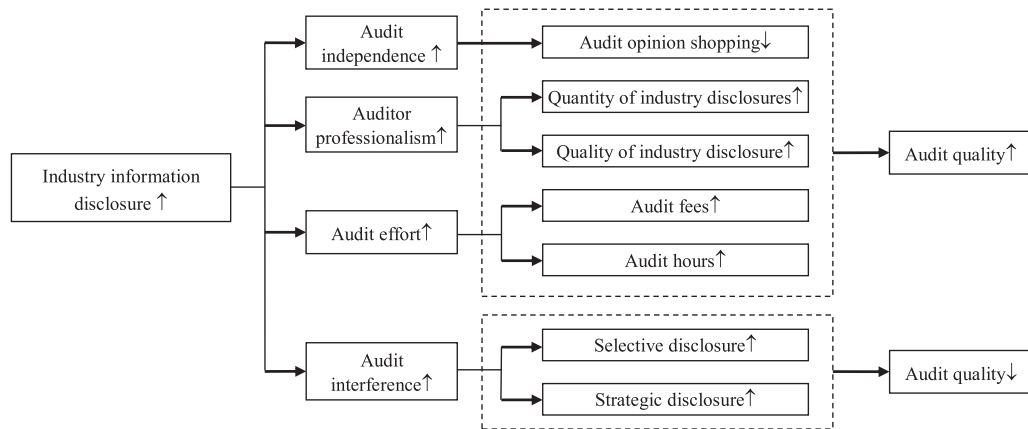 Industry information
disclosure ↑
Audit
independence ↑
Auditor
professionalism↑
Audit effort↑
Audit
interference↑
Audit opinion shopping↓
Quantity of industry disclosures↑
Quality of industry disclosure↑
Audit fees↑
Audit hours↑
Selective disclosure↑
Strategic disclosure↑
Audit quality↑
Audit quality↓